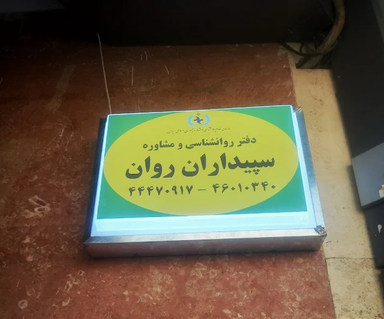 دفتر روانشناسی و مشاوره
سپیداران روان
۴۴۴۷۰۹۱۷ - ۴۶۰۱۰۳۴۰